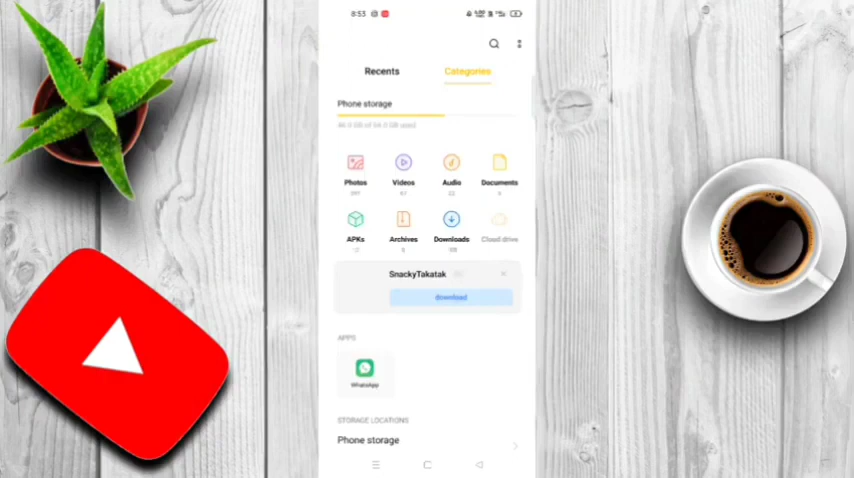 8:53
Recents
Categories
Phone storage
Photos
Videos
Audio
Documents
APKs
Archives
Downloads
Cloud drive
SnackyTakatak
download
APPS
WhatsApp
STORAGE LOCATIONS
Phone storage